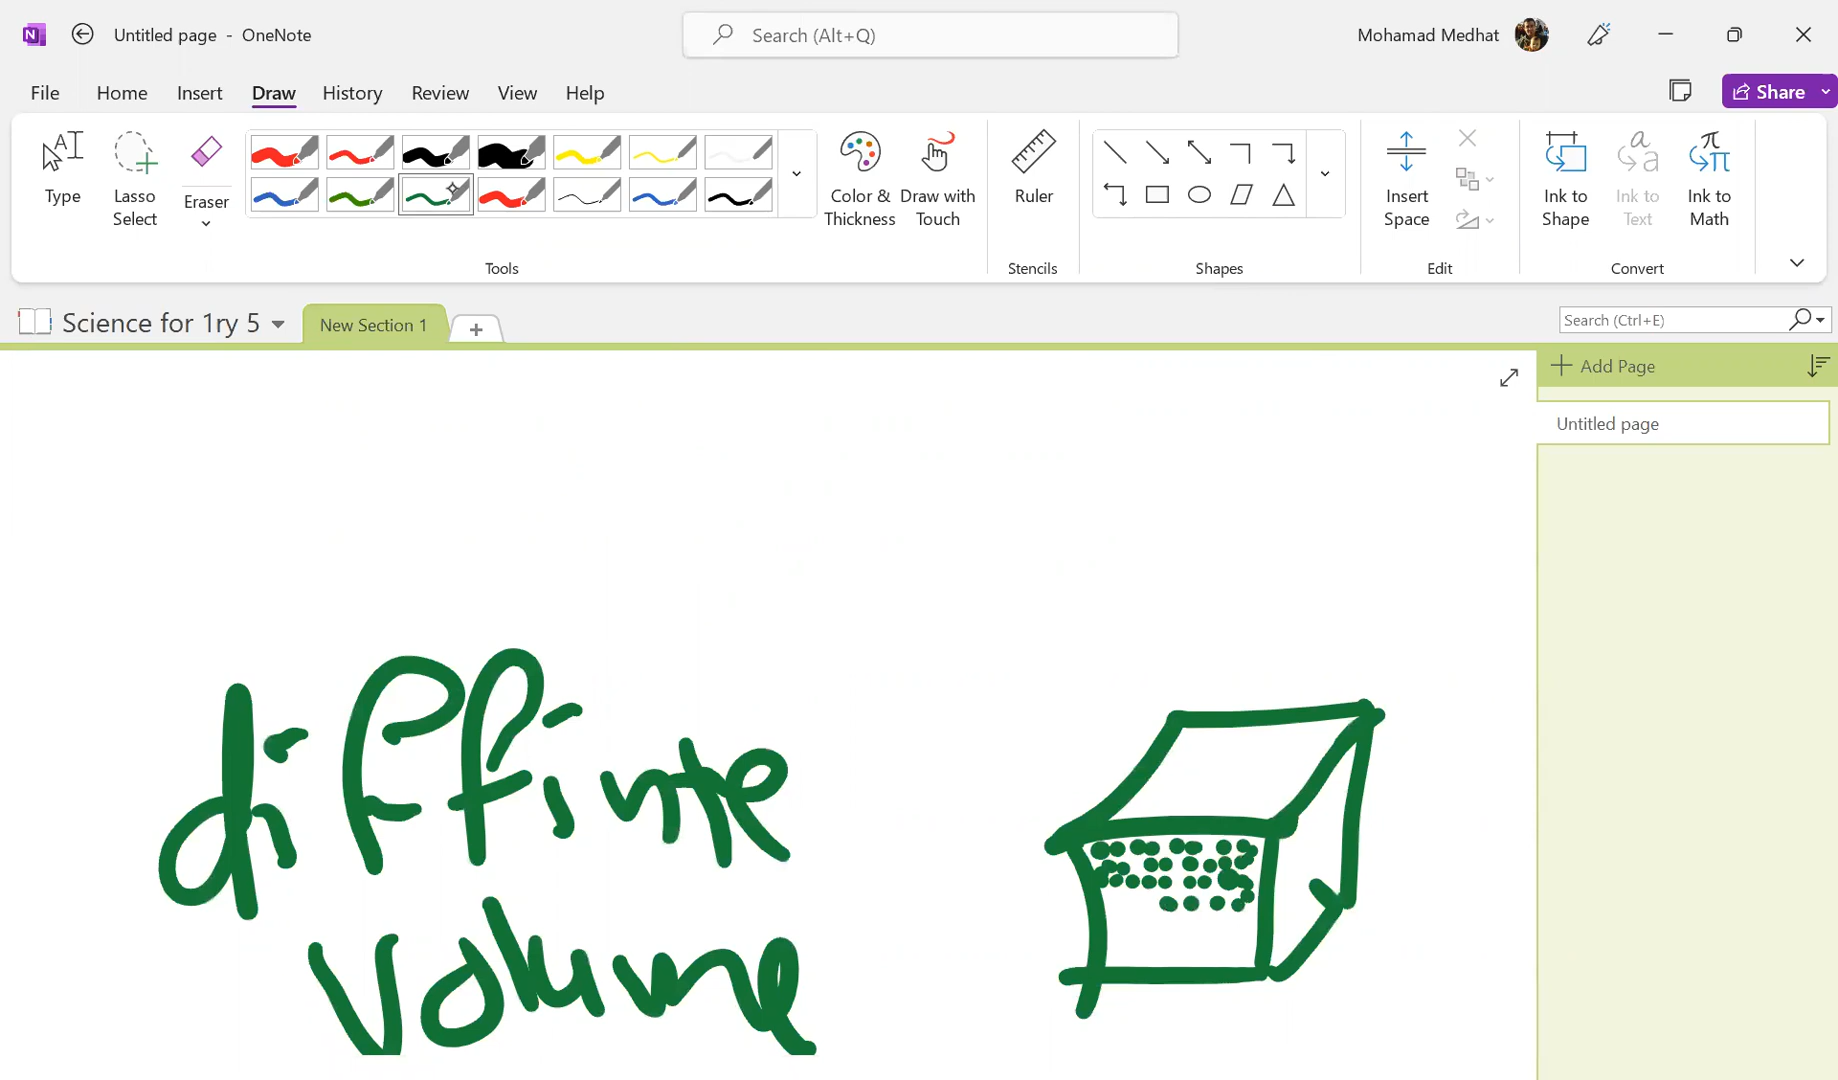 Untitled page - OneNote
Search (Alt+Q)
Mohamad Medhat
File Home Insert Draw History Review View Help
Share
Type
Lasso Select
Eraser
Color & Thickness
Draw with Touch
Ruler
Insert Space
Ink to Shape
Ink to Text
Ink to Math
Tools
Stencils
Shapes
Edit
Convert
Science for 1ry 5
New Section 1
Search (Ctrl+E)
Add Page
Untitled page
diffinte
volume